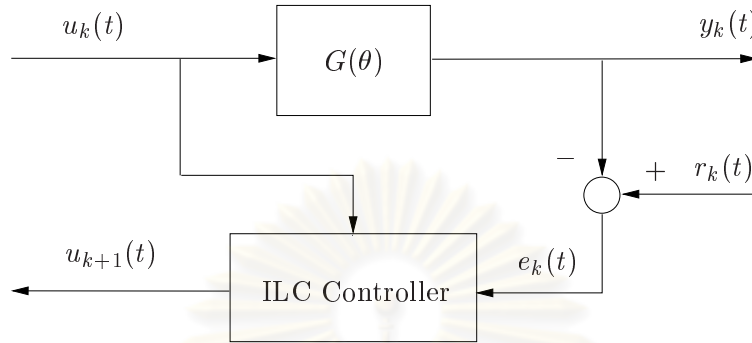 u_k(t)
G(θ)
y_k(t)
−
+
r_k(t)
u_{k+1}(t)
ILC Controller
e_k(t)